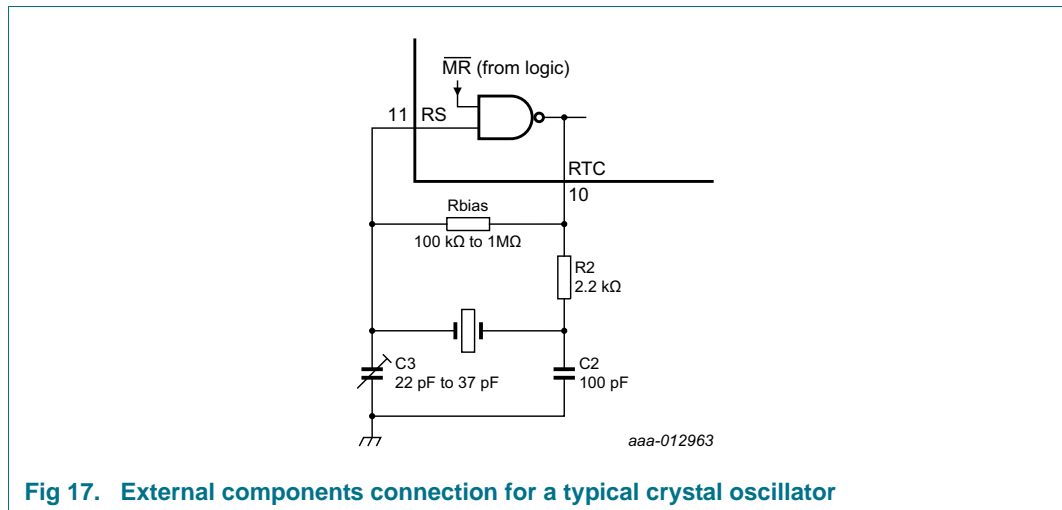 M̅R̅ (from logic)
11 RS
RTC
10
Rbias
100 kΩ to 1MΩ
R2
2.2 kΩ
C3
22 pF to 37 pF
C2
100 pF
aaa-012963
Fig 17. External components connection for a typical crystal oscillator